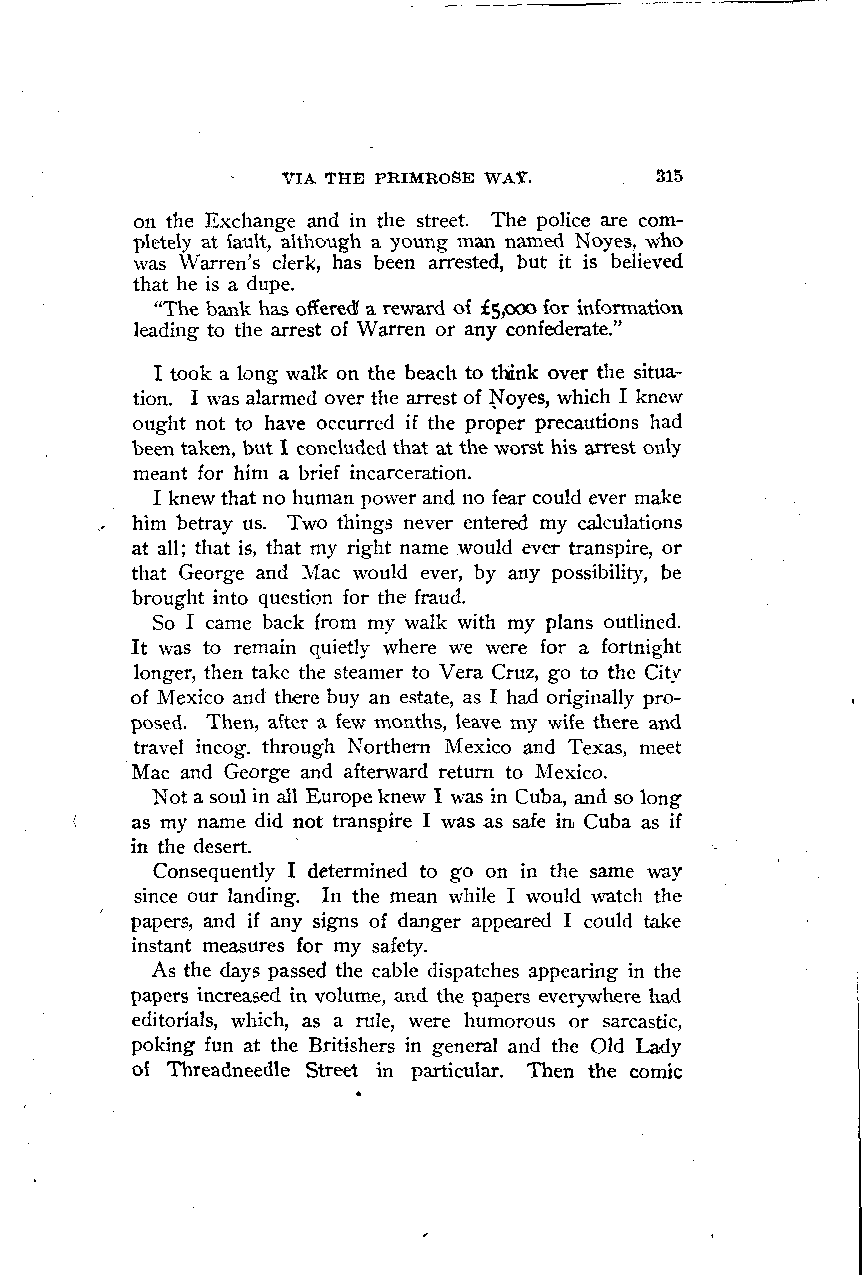 VIA THE PRIMROSE WAY. 315
on the Exchange and in the street. The police are com-
pletely at fault, although a young man named Noyes, who
was Warren's clerk, has been arrested, but it is believed
that he is a dupe.
"The bank has offered a reward of £5,000 for information
leading to the arrest of Warren or any confederate."
I took a long walk on the beach to think over the situa-
tion. I was alarmed over the arrest of Noyes, which I knew
ought not to have occurred if the proper precautions had
been taken, but I concluded that at the worst his arrest only
meant for him a brief incarceration.
I knew that no human power and no fear could ever make
him betray us. Two things never entered my calculations
at all; that is, that my right name would ever transpire, or
that George and Mac would ever, by any possibility, be
brought into question for the fraud.
So I came back from my walk with my plans outlined.
It was to remain quietly where we were for a fortnight
longer, then take the steamer to Vera Cruz, go to the City
of Mexico and there buy an estate, as I had originally pro-
posed. Then, after a few months, leave my wife there and
travel incog. through Northern Mexico and Texas, meet
Mac and George and afterward return to Mexico.
Not a soul in all Europe knew I was in Cuba, and so long
as my name did not transpire I was as safe in Cuba as if
in the desert.
Consequently I determined to go on in the same way
since our landing. In the mean while I would watch the
papers, and if any signs of danger appeared I could take
instant measures for my safety.
As the days passed the cable dispatches appearing in the
papers increased in volume, and the papers everywhere had
editorials, which, as a rule, were humorous or sarcastic,
poking fun at the Britishers in general and the Old Lady
of Threadneedle Street in particular. Then the comic